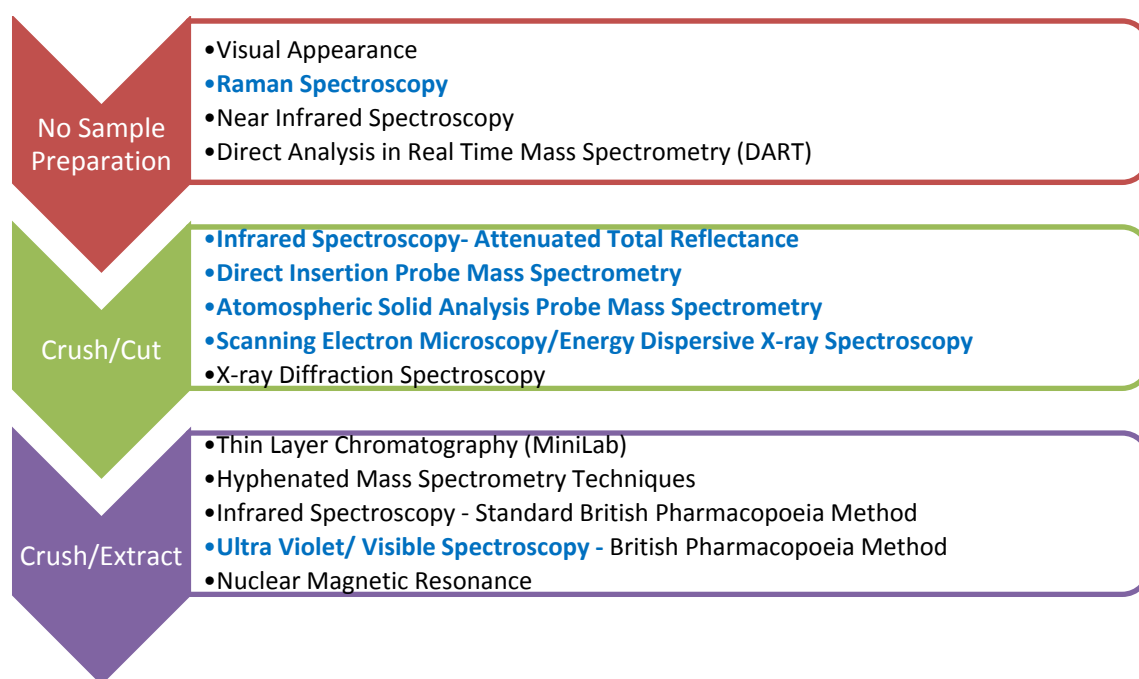 No Sample
Preparation
•Visual Appearance
•Raman Spectroscopy
•Near Infrared Spectroscopy
•Direct Analysis in Real Time Mass Spectrometry (DART)
Crush/Cut
•Infrared Spectroscopy- Attenuated Total Reflectance
•Direct Insertion Probe Mass Spectrometry
•Atomospheric Solid Analysis Probe Mass Spectrometry
•Scanning Electron Microscopy/Energy Dispersive X-ray Spectroscopy
•X-ray Diffraction Spectroscopy
Crush/Extract
•Thin Layer Chromatography (MiniLab)
•Hyphenated Mass Spectrometry Techniques
•Infrared Spectroscopy - Standard British Pharmacopoeia Method
•Ultra Violet/ Visible Spectroscopy - British Pharmacopoeia Method
•Nuclear Magnetic Resonance